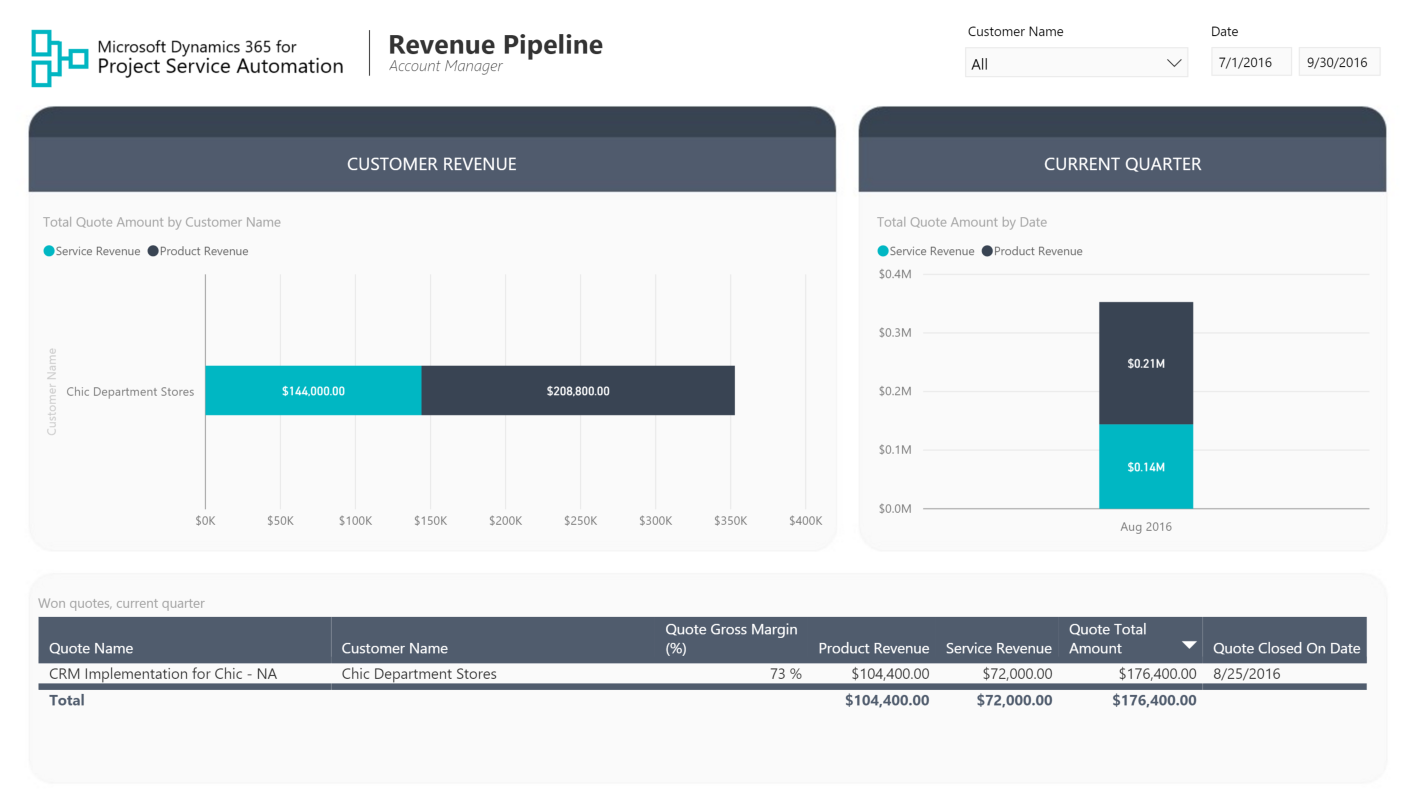 Microsoft Dynamics 365 for
Project Service Automation
Revenue Pipeline
Account Manager
Customer Name
All
Date
7/1/2016 9/30/2016
CUSTOMER REVENUE
Total Quote Amount by Customer Name
Service Revenue Product Revenue
Customer Name
Chic Department Stores
$144,000.00 $208,800.00
$0K $50K $100K $150K $200K $250K $300K $350K $400K
CURRENT QUARTER
Total Quote Amount by Date
Service Revenue Product Revenue
$0.4M
$0.3M
$0.21M
$0.2M
$0.1M
$0.14M
$0.0M
Aug 2016
Won quotes, current quarter
Quote Name Customer Name Quote Gross Margin (%) Product Revenue Service Revenue Quote Total Amount Quote Closed On Date
CRM Implementation for Chic - NA Chic Department Stores 73 % $104,400.00 $72,000.00 $176,400.00 8/25/2016
Total $104,400.00 $72,000.00 $176,400.00